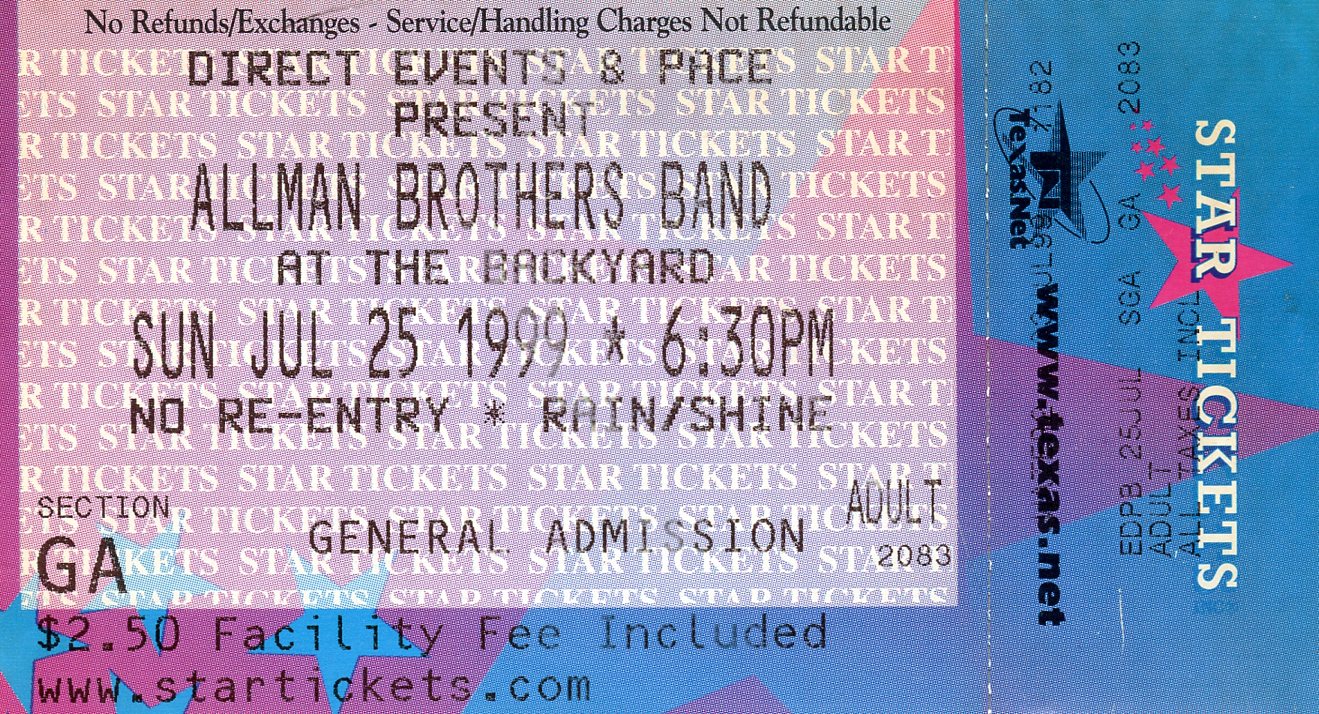 No Refunds/Exchanges - Service/Handling Charges Not Refundable
DIRECT EVENTS & PACE
PRESENT
ALLMAN BROTHERS BAND
AT THE BACKYARD
SUN JUL 25 1999 * 6:30PM
NO RE-ENTRY * RAIN/SHINE
SECTION
GA
GENERAL ADMISSION
ADULT
2083
$2.50 Facility Fee Included
www.startickets.com
TexasNet
www.texas.net
EDPB 25JUL SGA GA 2083
ADULT
ALL TAXES INCL
STAR TICKETS